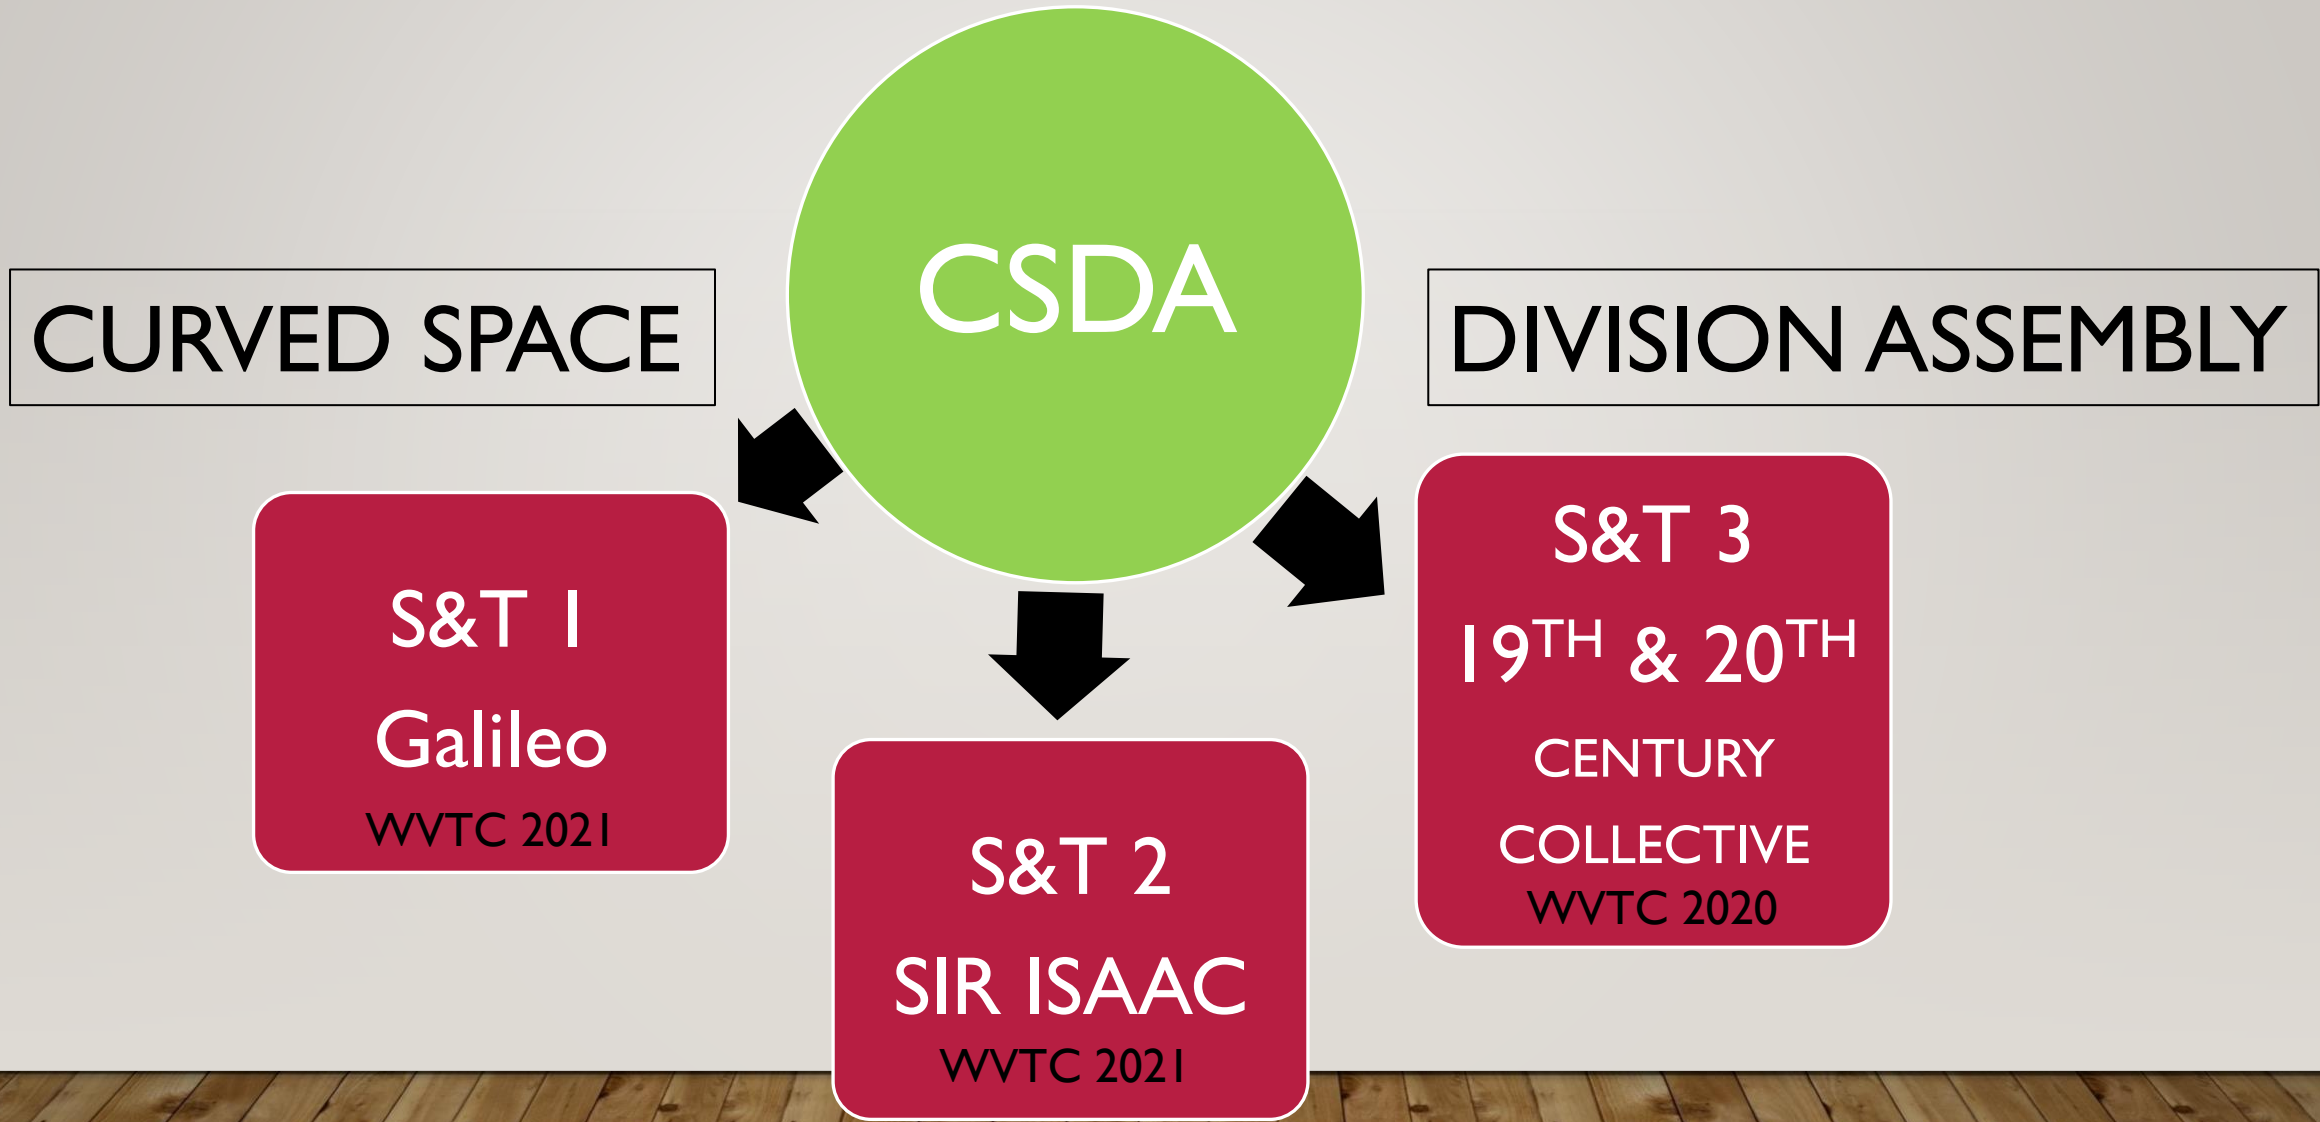 CSDA
CURVED SPACE
DIVISION ASSEMBLY
S&T 1
Galileo
WVTC 2021
S&T 2
SIR ISAAC
WVTC 2021
S&T 3
19TH & 20TH
CENTURY
COLLECTIVE
WVTC 2020